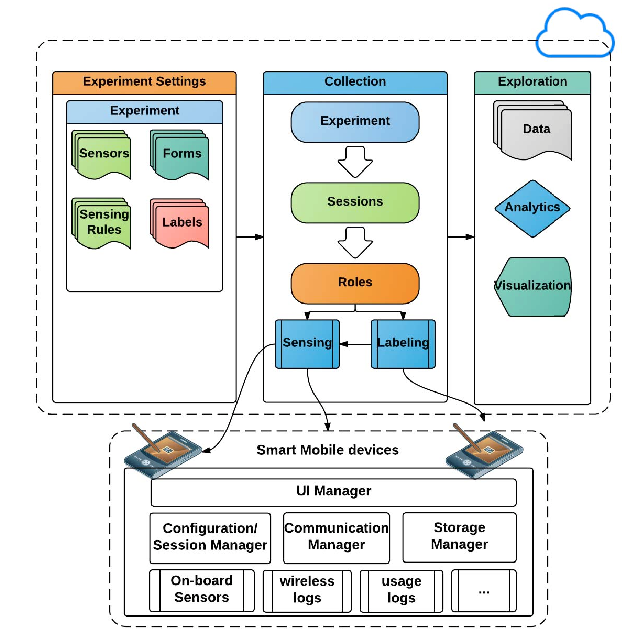 Experiment Settings
Collection
Exploration
Experiment
Sensors
Forms
Sensing
Rules
Labels
Experiment
Sessions
Roles
Sensing
Labeling
Data
Analytics
Visualization
Smart Mobile devices
UI Manager
Configuration/
Session Manager
Communication
Manager
Storage
Manager
On-board
Sensors
wireless
logs
usage
logs
...